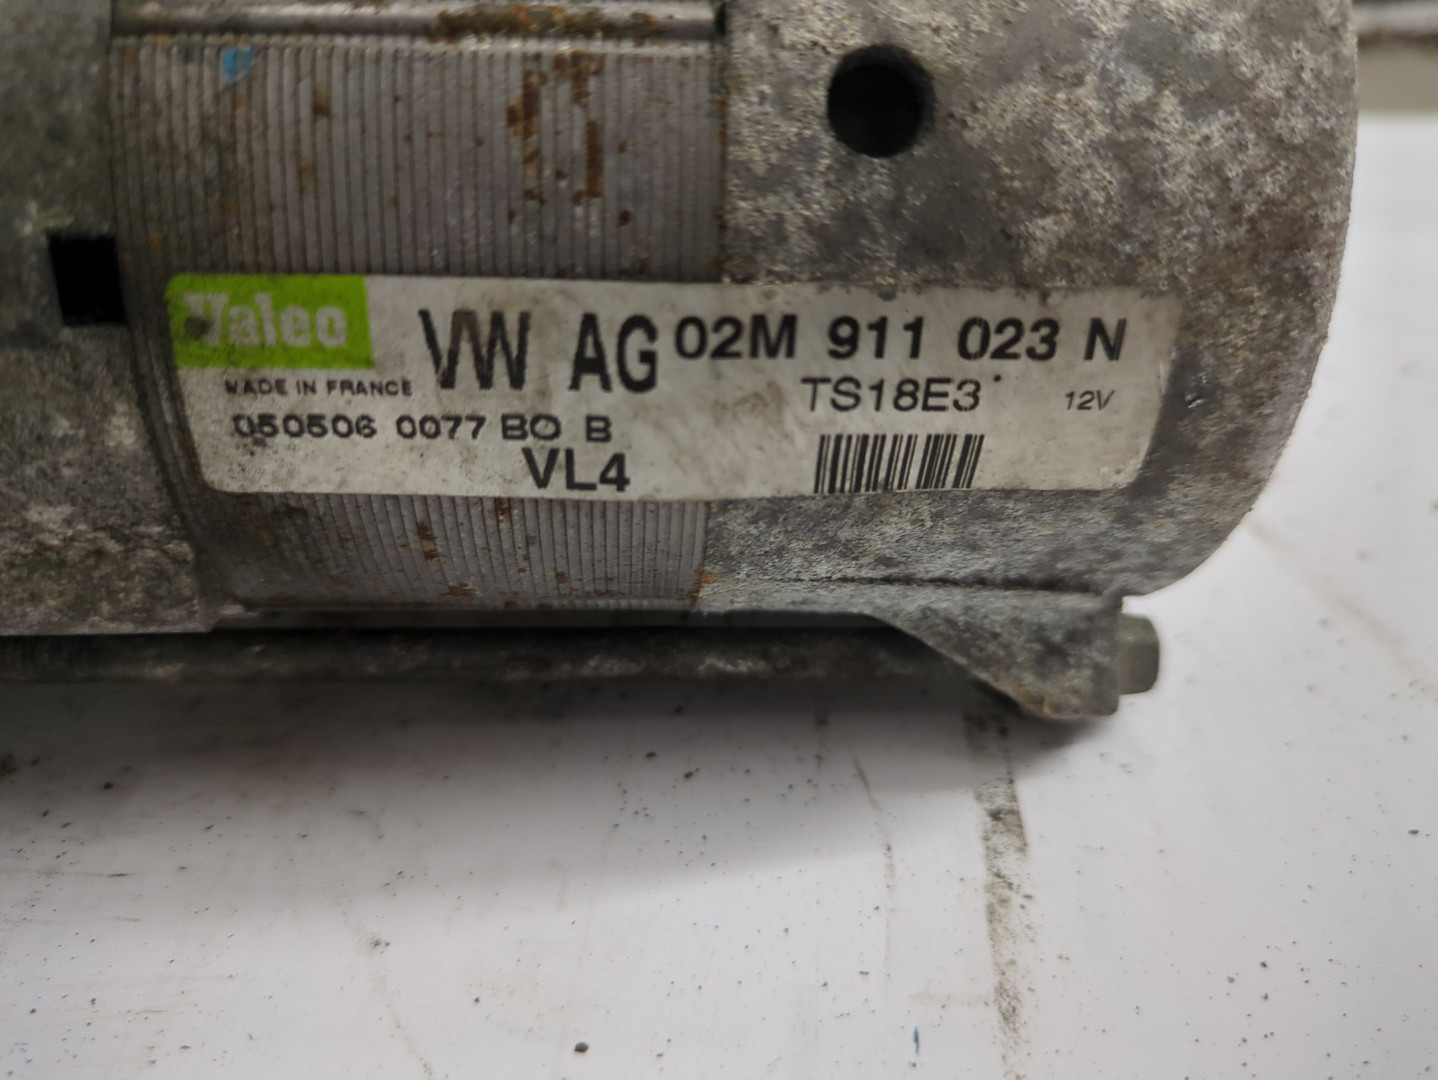 Valeo VW AG 02M 911 023 N
MADE IN FRANCE TS18E3 12V
050506 0077 BO B
VL4